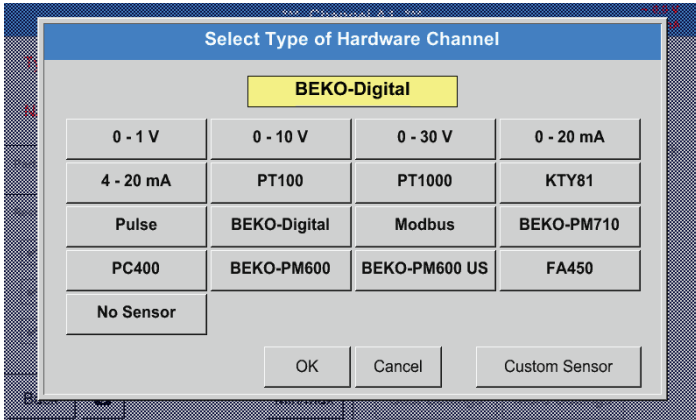 *** Channel A1 ***
Select Type of Hardware Channel
BEKO-Digital
0 - 1 V 0 - 10 V 0 - 30 V 0 - 20 mA
4 - 20 mA PT100 PT1000 KTY81
Pulse BEKO-Digital Modbus BEKO-PM710
PC400 BEKO-PM600 BEKO-PM600 US FA450
No Sensor
OK Cancel Custom Sensor